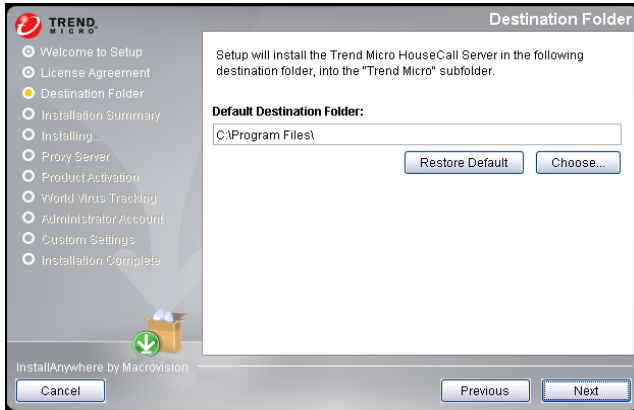 TREND
MICRO
Destination Folder
Welcome to Setup
License Agreement
Destination Folder
Installation Summary
Installing...
Proxy Server
Product Activation
World Virus Tracking
Administrator Account
Custom Settings
Installation Complete
Setup will install the Trend Micro HouseCall Server in the following
destination folder, into the "Trend Micro" subfolder.
Default Destination Folder:
C:\Program Files\
Restore Default
Choose...
InstallAnywhere by Macrovision
Cancel
Previous
Next